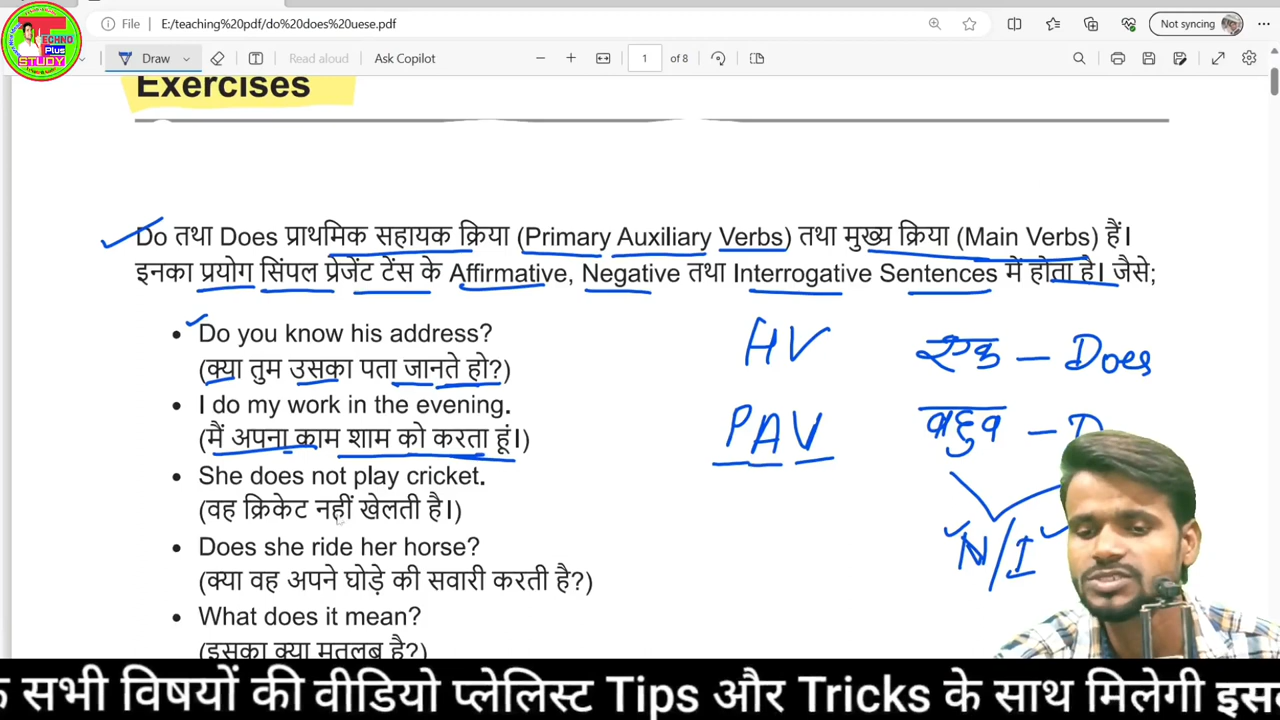 File
E:/teaching%20pdf/do%20does%20uese.pdf
Not syncing
TECHNO
Plus
STUDY
Draw
Read aloud
Ask Copilot
1
of 8
Exercises
Do तथा Does प्राथमिक सहायक क्रिया (Primary Auxiliary Verbs) तथा मुख्य क्रिया (Main Verbs) हैं।
इनका प्रयोग सिंपल प्रेजेंट टेंस के Affirmative, Negative तथा Interrogative Sentences में होता है। जैसे;
• Do you know his address?
(क्या तुम उसका पता जानते हो?)
• I do my work in the evening.
(मैं अपना काम शाम को करता हूं।)
• She does not play cricket.
(वह क्रिकेट नहीं खेलती है।)
• Does she ride her horse?
(क्या वह अपने घोड़े की सवारी करती है?)
• What does it mean?
(इसका क्या मतलब है?)
HV
एक – Does
PAV
बहुव –
N/I
सभी विषयों की वीडियो प्लेलिस्ट Tips और Tricks के साथ मिलेगी